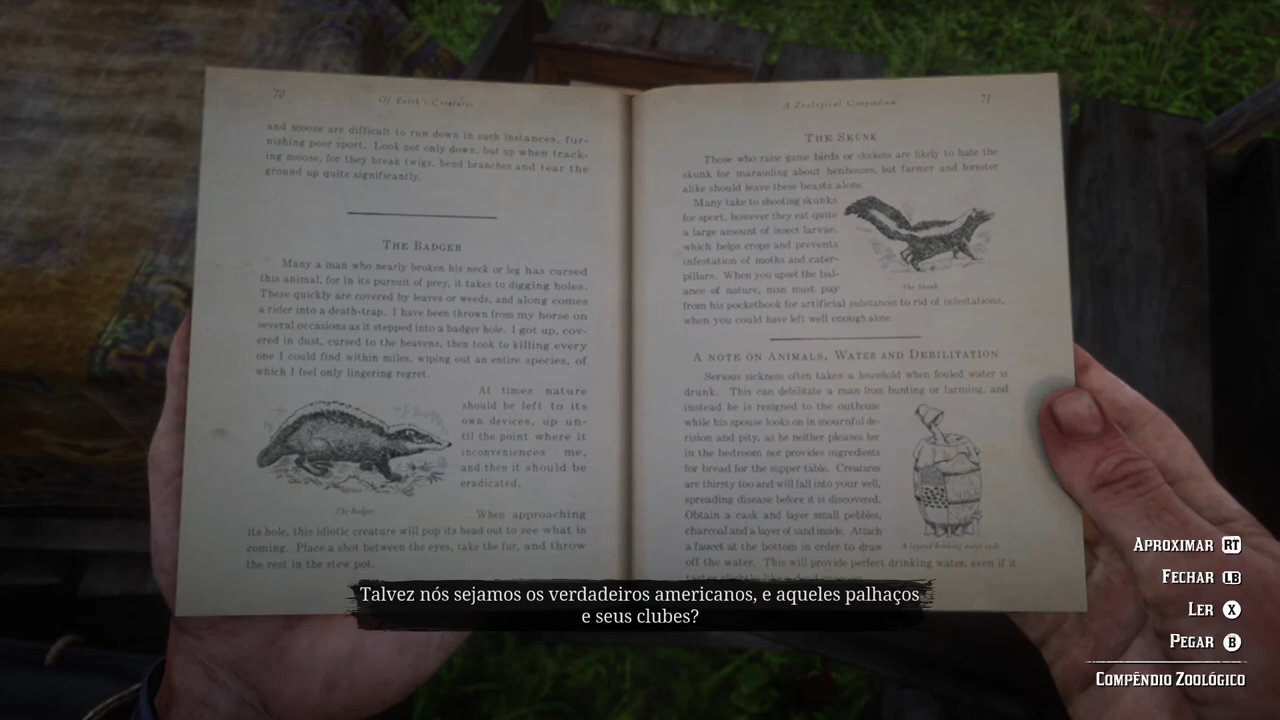 70
Of Earth's Creatures
and moose are difficult to run down in such instances, fur-
nishing poor sport. Look not only down, but up when track-
ing moose, for they break twigs, bend branches and tear the
ground up quite significantly.
THE BADGER
Many a man who nearly broken his neck or leg has cursed
this animal, for in its pursuit of prey, it takes to digging holes.
These quickly are covered by leaves or weeds, and along comes
a rider into a death-trap. I have been thrown from my horse on
several occasions as it stepped into a badger hole. I got up, cov-
ered in dust, cursed to the heavens, then took to killing every
one I could find within miles, wiping out an entire species, of
which I feel only lingering regret.
At times nature
should be left to its
own devices, up un-
til the point where it
inconveniences me,
and then it should be
eradicated.
The Badger
When approaching
its hole, this idiotic creature will pop its head out to see what is
coming. Place a shot between the eyes, take the fur, and throw
the rest in the stew pot.
A Zoological Compendium
71
THE SKUNK
Those who raise game birds or chickens are likely to hate the
skunk for marauding about henhouses, but farmer and forester
alike should leave these beasts alone.
Many take to shooting skunks
for sport, however they eat quite
a large amount of insect larvae,
which helps crops and prevents
infestation of moths and cater-
pillars. When you upset the bal-
ance of nature, man must pay
The Skunk
from his pocketbook for artificial substances to rid of infestations,
when you could have left well enough alone.
A NOTE ON ANIMALS, WATER AND DEBILITATION
Serious sickness often takes a household when fouled water is
drunk. This can debilitate a man from hunting or farming, and
instead he is resigned to the outhouse
while his spouse looks on in mournful de-
rision and pity, as he neither pleases her
in the bedroom nor provides ingredients
for bread for the supper table. Creatures
are thirsty too and will fall into your well,
spreading disease before it is discovered.
Obtain a cask and layer small pebbles,
charcoal and a layer of sand inside. Attach
a faucet at the bottom in order to draw
A layered drinking water cask
off the water. This will provide perfect drinking water, even if it
Talvez nós sejamos os verdadeiros americanos, e aqueles palhaços
e seus clubes?
APROXIMAR RT
FECHAR LB
LER X
PEGAR B
COMPÊNDIO ZOOLÓGICO